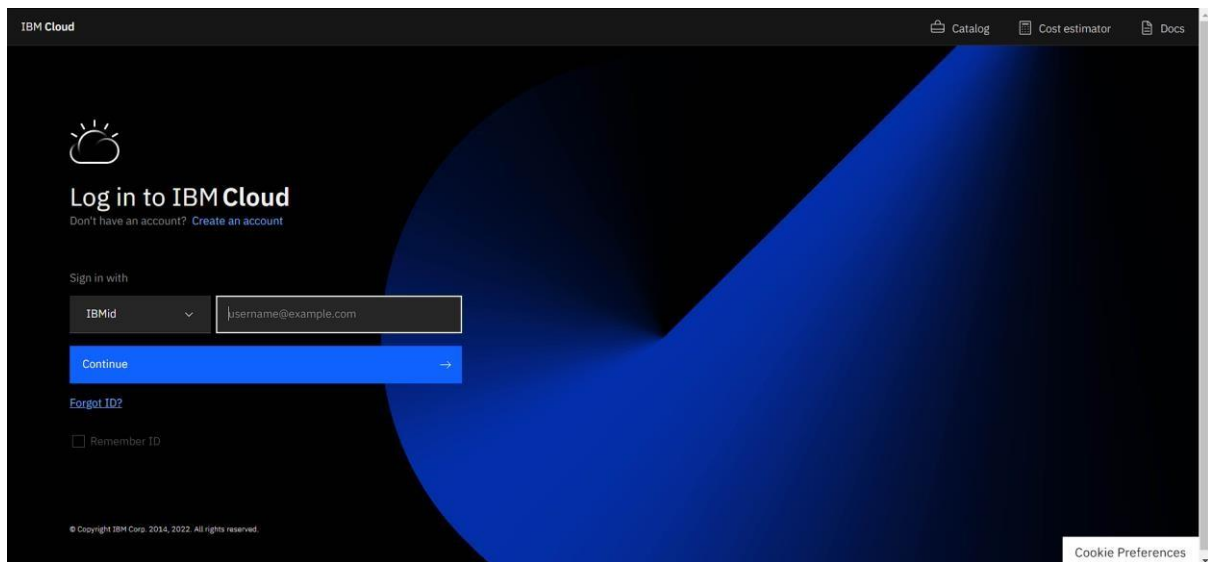 IBM Cloud
Catalog
Cost estimator
Docs
Log in to IBM Cloud
Don't have an account? Create an account
Sign in with
IBMid
username@example.com
Continue
Forgot ID?
Remember ID
© Copyright IBM Corp. 2014, 2022. All rights reserved.
Cookie Preferences